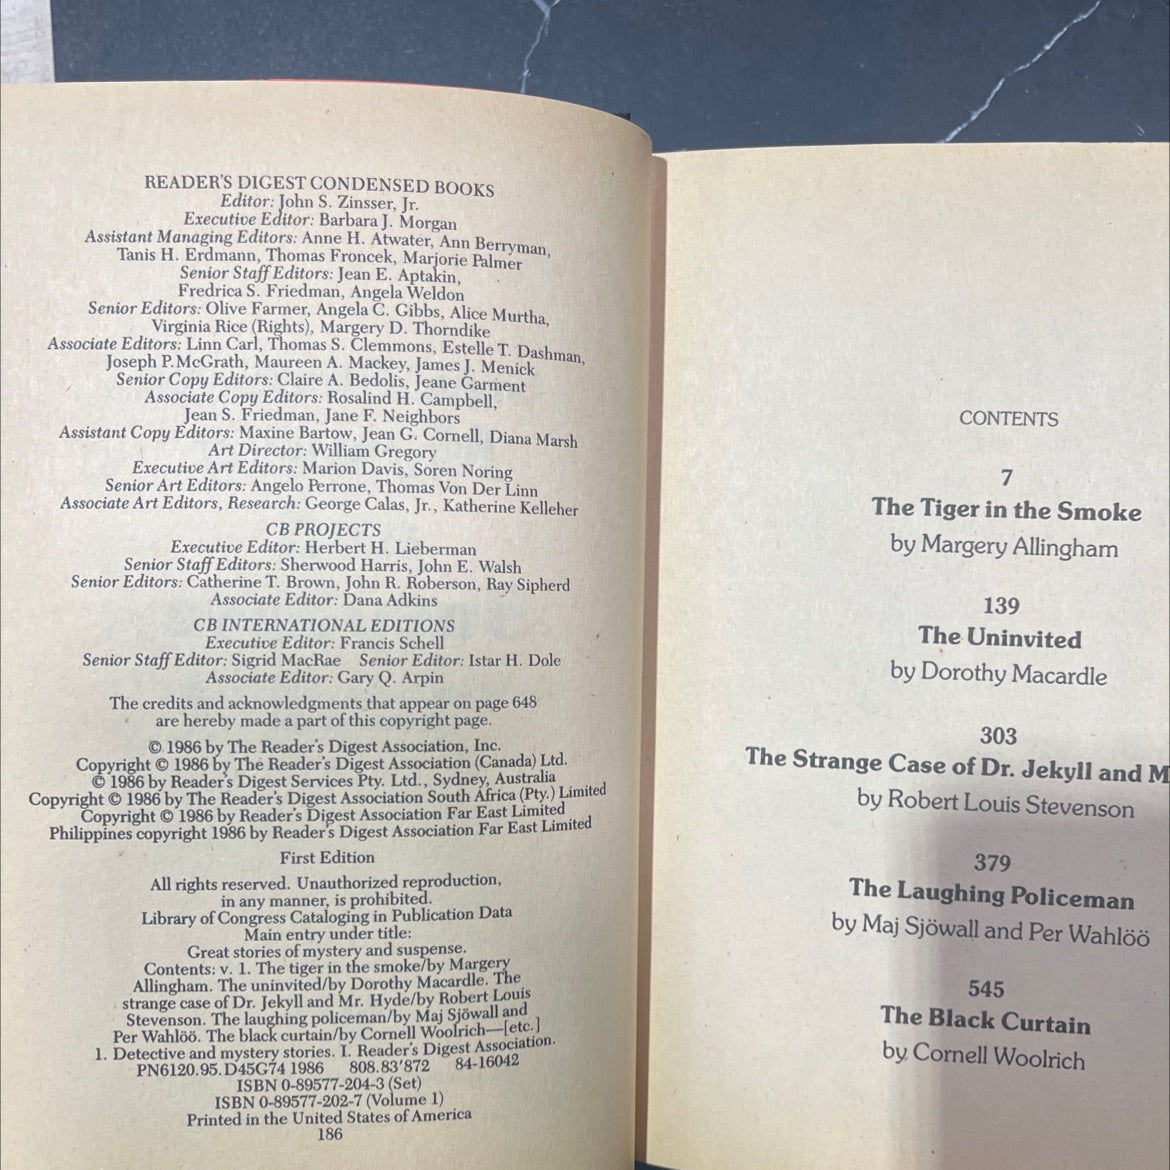 READER'S DIGEST CONDENSED BOOKS
Editor: John S. Zinsser, Jr.
Executive Editor: Barbara J. Morgan
Assistant Managing Editors: Anne H. Atwater, Ann Berryman,
Tanis H. Erdmann, Thomas Froncek, Marjorie Palmer
Senior Staff Editors: Jean E. Aptakin,
Fredrica S. Friedman, Angela Weldon
Senior Editors: Olive Farmer, Angela C. Gibbs, Alice Murtha,
Virginia Rice (Rights), Margery D. Thorndike
Associate Editors: Linn Carl, Thomas S. Clemmons, Estelle T. Dashman,
Joseph P. McGrath, Maureen A. Mackey, James J. Menick
Senior Copy Editors: Claire A. Bedolis, Jeane Garment
Associate Copy Editors: Rosalind H. Campbell,
Jean S. Friedman, Jane F. Neighbors
Assistant Copy Editors: Maxine Bartow, Jean G. Cornell, Diana Marsh
Art Director: William Gregory
Executive Art Editors: Marion Davis, Soren Noring
Senior Art Editors: Angelo Perrone, Thomas Von Der Linn
Associate Art Editors, Research: George Calas, Jr., Katherine Kelleher
CB PROJECTS
Executive Editor: Herbert H. Lieberman
Senior Staff Editors: Sherwood Harris, John E. Walsh
Senior Editors: Catherine T. Brown, John R. Roberson, Ray Sipherd
Associate Editor: Dana Adkins
CB INTERNATIONAL EDITIONS
Executive Editor: Francis Schell
Senior Staff Editor: Sigrid MacRae Senior Editor: Istar H. Dole
Associate Editor: Gary Q. Arpin
The credits and acknowledgments that appear on page 648
are hereby made a part of this copyright page.
© 1986 by The Reader's Digest Association, Inc.
Copyright © 1986 by The Reader's Digest Association (Canada) Ltd.
© 1986 by Reader's Digest Services Pty. Ltd., Sydney, Australia
Copyright © 1986 by The Reader's Digest Association South Africa (Pty.) Limited
Copyright © 1986 by Reader's Digest Association Far East Limited
Philippines copyright 1986 by Reader's Digest Association Far East Limited
First Edition
All rights reserved. Unauthorized reproduction,
in any manner, is prohibited.
Library of Congress Cataloging in Publication Data
Main entry under title:
Great stories of mystery and suspense.
Contents: v. 1. The tiger in the smoke/by Margery
Allingham. The uninvited/by Dorothy Macardle. The
strange case of Dr. Jekyll and Mr. Hyde/by Robert Louis
Stevenson. The laughing policeman/by Maj Sjöwall and
Per Wahlöö. The black curtain/by Cornell Woolrich—[etc.]
1. Detective and mystery stories. I. Reader's Digest Association.
PN6120.95.D45G74 1986 808.83'872 84-16042
ISBN 0-89577-204-3 (Set)
ISBN 0-89577-202-7 (Volume 1)
Printed in the United States of America
186
CONTENTS
7
The Tiger in the Smoke
by Margery Allingham
139
The Uninvited
by Dorothy Macardle
303
The Strange Case of Dr. Jekyll and M
by Robert Louis Stevenson
379
The Laughing Policeman
by Maj Sjöwall and Per Wahlöö
545
The Black Curtain
by Cornell Woolrich